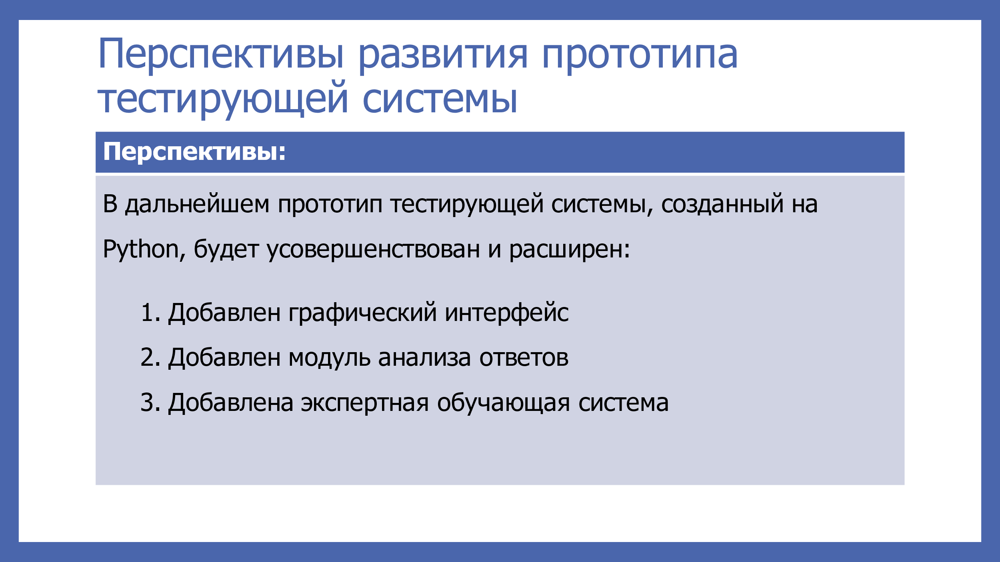 Перспективы развития прототипа
тестирующей системы
Перспективы:
В дальнейшем прототип тестирующей системы, созданный на
Python, будет усовершенствован и расширен:
1. Добавлен графический интерфейс
2. Добавлен модуль анализа ответов
3. Добавлена экспертная обучающая система